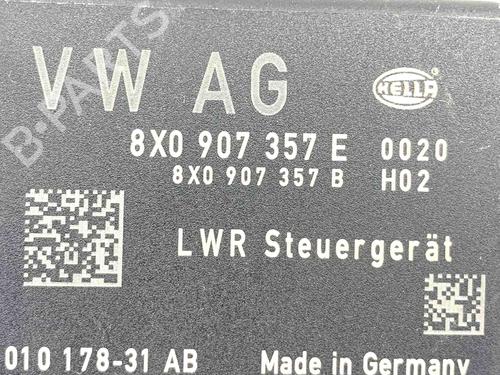 VW AG
HELLA
8X0 907 357 E 0020
8X0 907 357 B H02
LWR Steuergerät
010 178-31 AB Made in Germany
B-PARTS